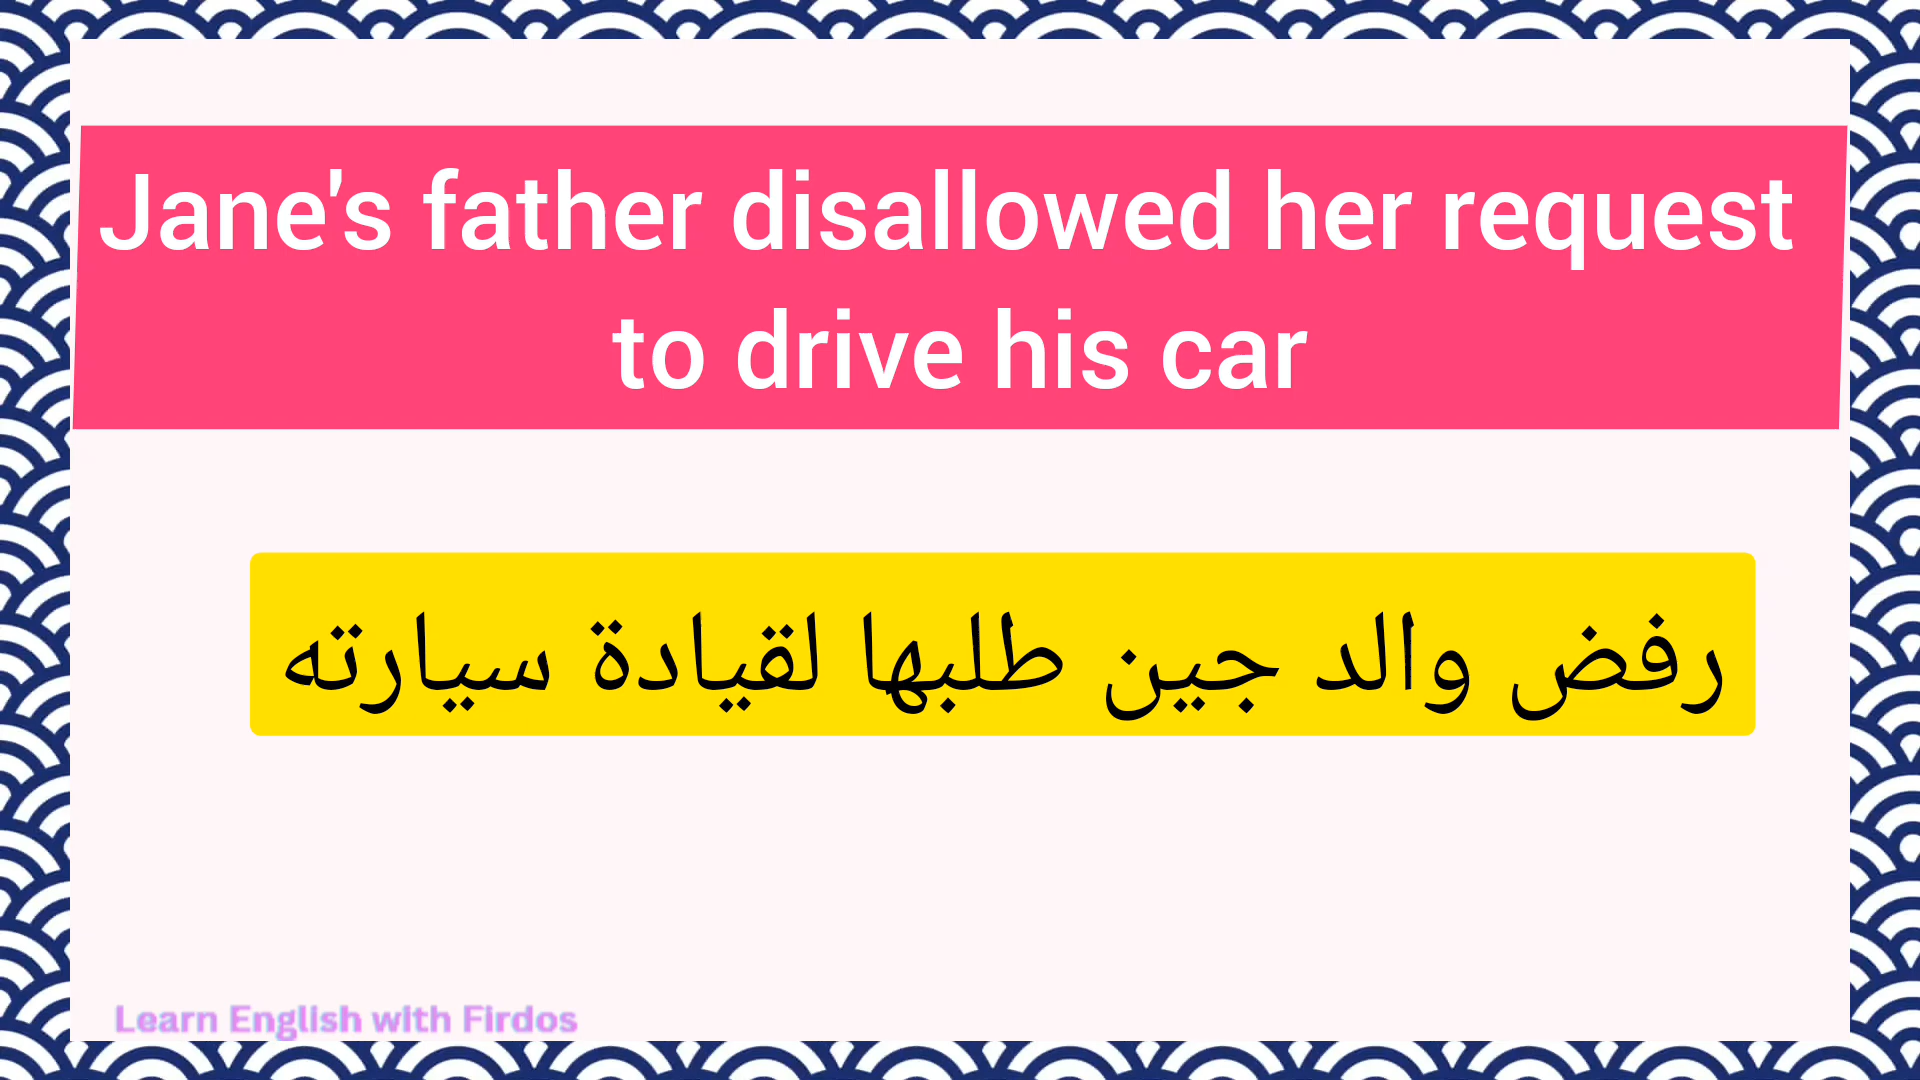 Jane's father disallowed her request
to drive his car
رفض والد جين طلبها لقيادة سيارته
Learn English with Firdos